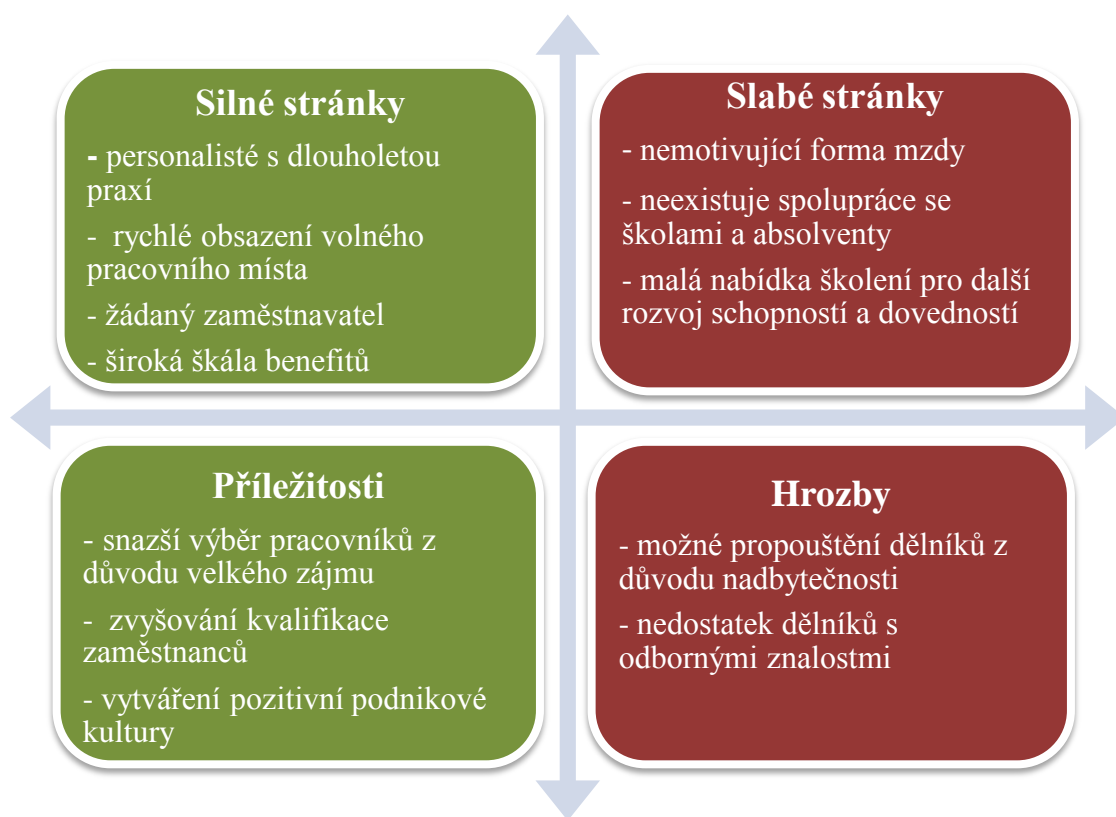 Silné stránky
- personalisté s dlouholetou
praxí
- rychlé obsazení volného
pracovního místa
- žádaný zaměstnavatel
- široká škála benefitů
Slabé stránky
- nemotivující forma mzdy
- neexistuje spolupráce se
školami a absolventy
- malá nabídka školení pro další
rozvoj schopností a dovedností
Příležitosti
- snazší výběr pracovníků z
důvodu velkého zájmu
- zvyšování kvalifikace
zaměstnanců
- vytváření pozitivní podnikové
kultury
Hrozby
- možné propouštění dělníků z
důvodu nadbytečnosti
- nedostatek dělníků s
odbornými znalostmi